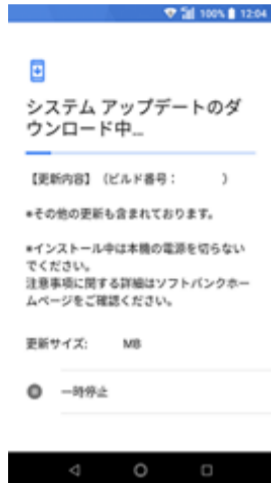 100% 12:04
システム アップデートのダ
ウンロード中...
【更新内容】（ビルド番号：　　　）
*その他の更新も含まれております。
*インストール中は本機の電源を切らない
でください。
注意事項に関する詳細はソフトバンクホー
ムページをご確認ください。
更新サイズ:　　MB
一時停止